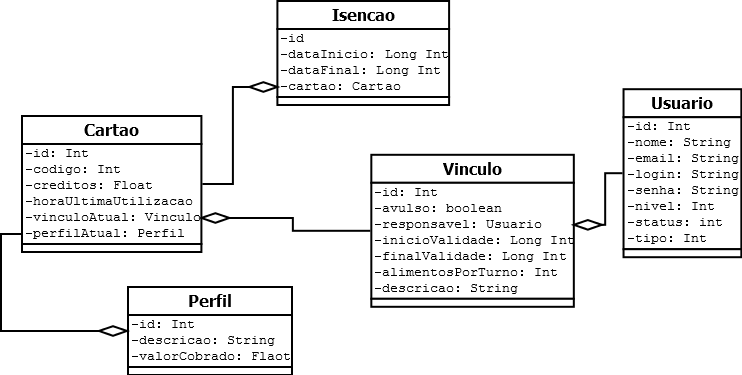 Isencao
-id
-dataInicio: Long Int
-dataFinal: Long Int
-cartao: Cartao
Cartao
-id: Int
-codigo: Int
-creditos: Float
-horaUltimaUtilizacao
-vinculoAtual: Vinculo
-perfilAtual: Perfil
Vinculo
-id: Int
-avulso: boolean
-responsavel: Usuario
-inicioValidade: Long Int
-finalValidade: Long Int
-alimentosPorTurno: Int
-descricao: String
Usuario
-id: Int
-nome: String
-email: String
-login: String
-senha: String
-nivel: Int
-status: int
-tipo: Int
Perfil
-id: Int
-descricao: String
-valorCobrado: Flaot